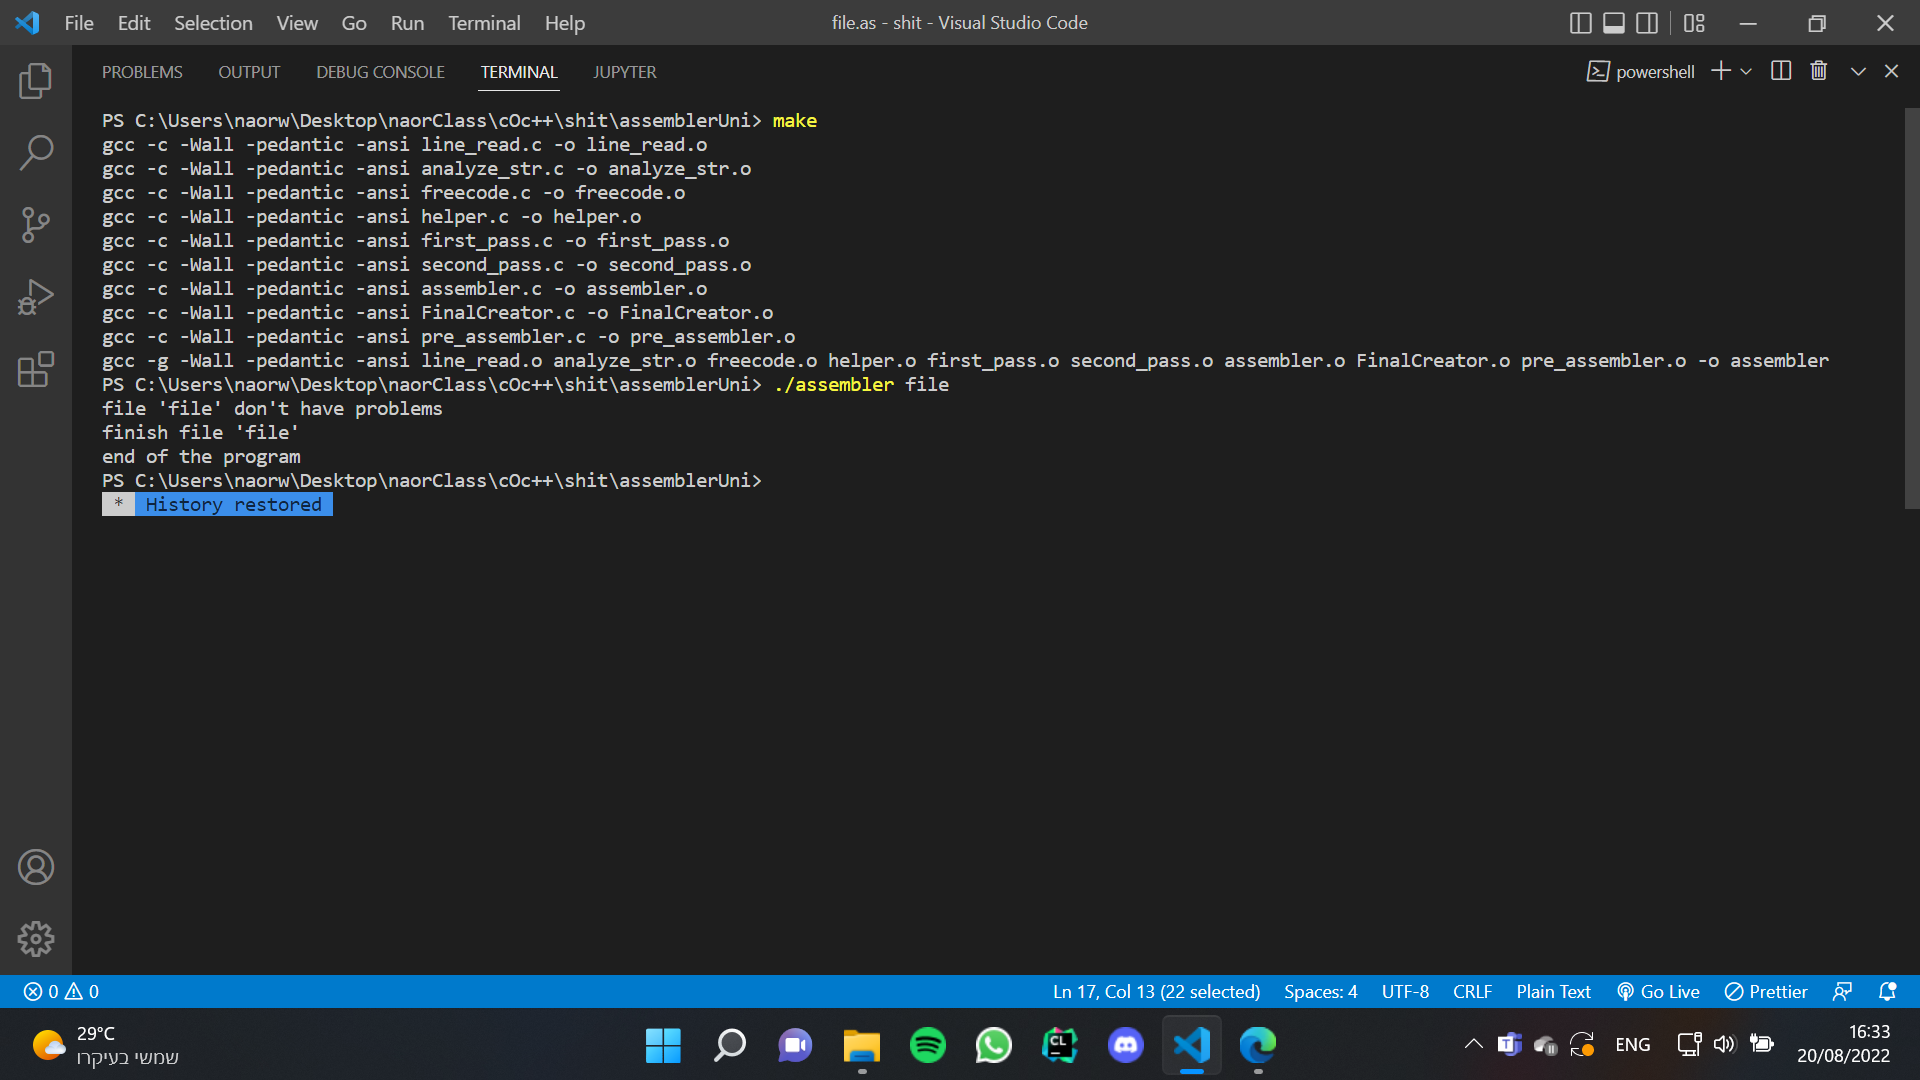 File Edit Selection View Go Run Terminal Help
file.as - shit - Visual Studio Code
PROBLEMS OUTPUT DEBUG CONSOLE TERMINAL JUPYTER
powershell
PS C:\Users\naorw\Desktop\naorClass\cOc++\shit\assemblerUni> make
gcc -c -Wall -pedantic -ansi line_read.c -o line_read.o
gcc -c -Wall -pedantic -ansi analyze_str.c -o analyze_str.o
gcc -c -Wall -pedantic -ansi freecode.c -o freecode.o
gcc -c -Wall -pedantic -ansi helper.c -o helper.o
gcc -c -Wall -pedantic -ansi first_pass.c -o first_pass.o
gcc -c -Wall -pedantic -ansi second_pass.c -o second_pass.o
gcc -c -Wall -pedantic -ansi assembler.c -o assembler.o
gcc -c -Wall -pedantic -ansi FinalCreator.c -o FinalCreator.o
gcc -c -Wall -pedantic -ansi pre_assembler.c -o pre_assembler.o
gcc -g -Wall -pedantic -ansi line_read.o analyze_str.o freecode.o helper.o first_pass.o second_pass.o assembler.o FinalCreator.o pre_assembler.o -o assembler
PS C:\Users\naorw\Desktop\naorClass\cOc++\shit\assemblerUni> ./assembler file
file 'file' don't have problems
finish file 'file'
end of the program
PS C:\Users\naorw\Desktop\naorClass\cOc++\shit\assemblerUni>
* History restored
0 0
Ln 17, Col 13 (22 selected) Spaces: 4 UTF-8 CRLF Plain Text Go Live Prettier
29°C
שמשי בעיקרו
CL
T
ENG
16:33
20/08/2022